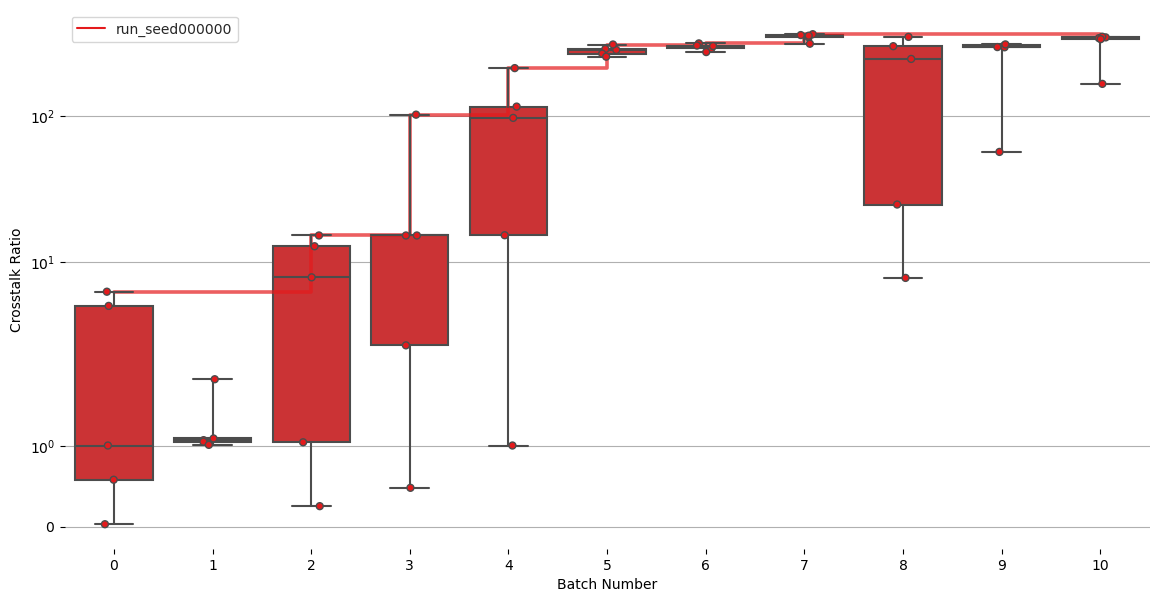 run_seed000000
Crosstalk Ratio
10²
10¹
10⁰
0
0 1 2 3 4 5 6 7 8 9 10
Batch Number